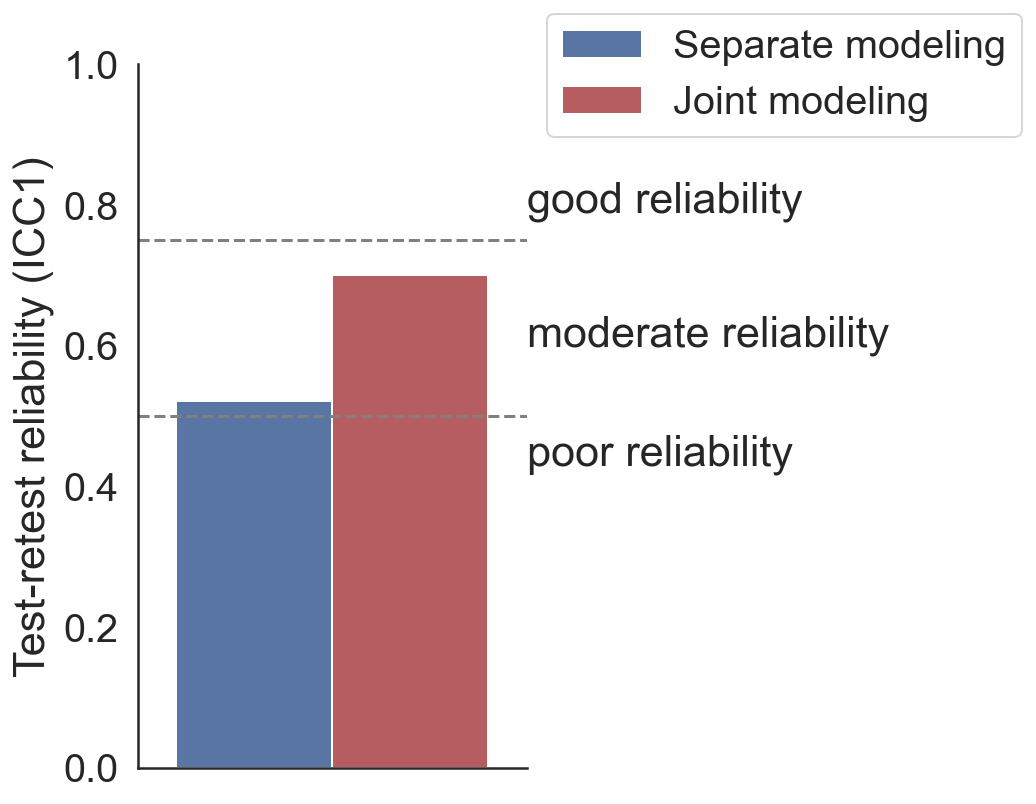 Separate modeling
Joint modeling
Test-retest reliability (ICC1)
1.0
0.8
0.6
0.4
0.2
0.0
good reliability
moderate reliability
poor reliability